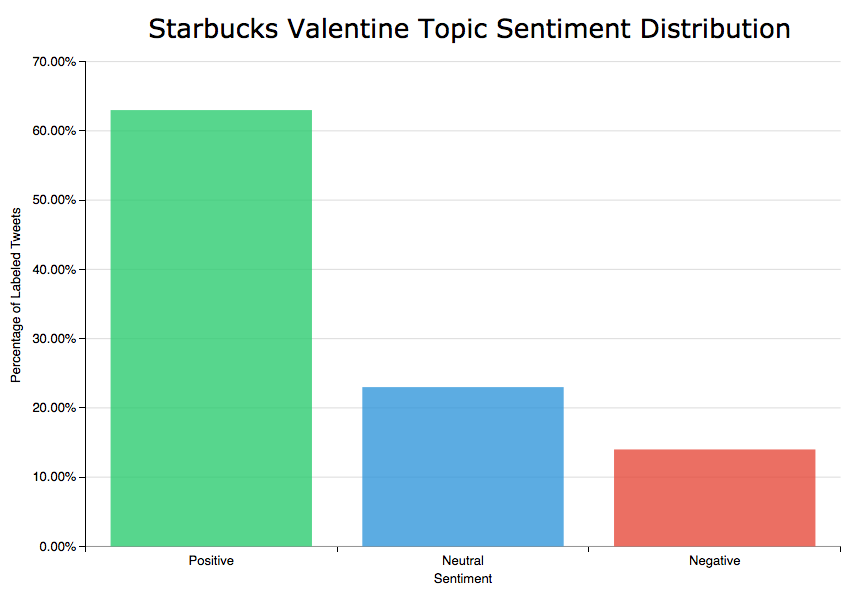 Starbucks Valentine Topic Sentiment Distribution
70.00%
60.00%
50.00%
40.00%
30.00%
20.00%
10.00%
0.00%
Percentage of Labeled Tweets
Positive Neutral Negative
Sentiment